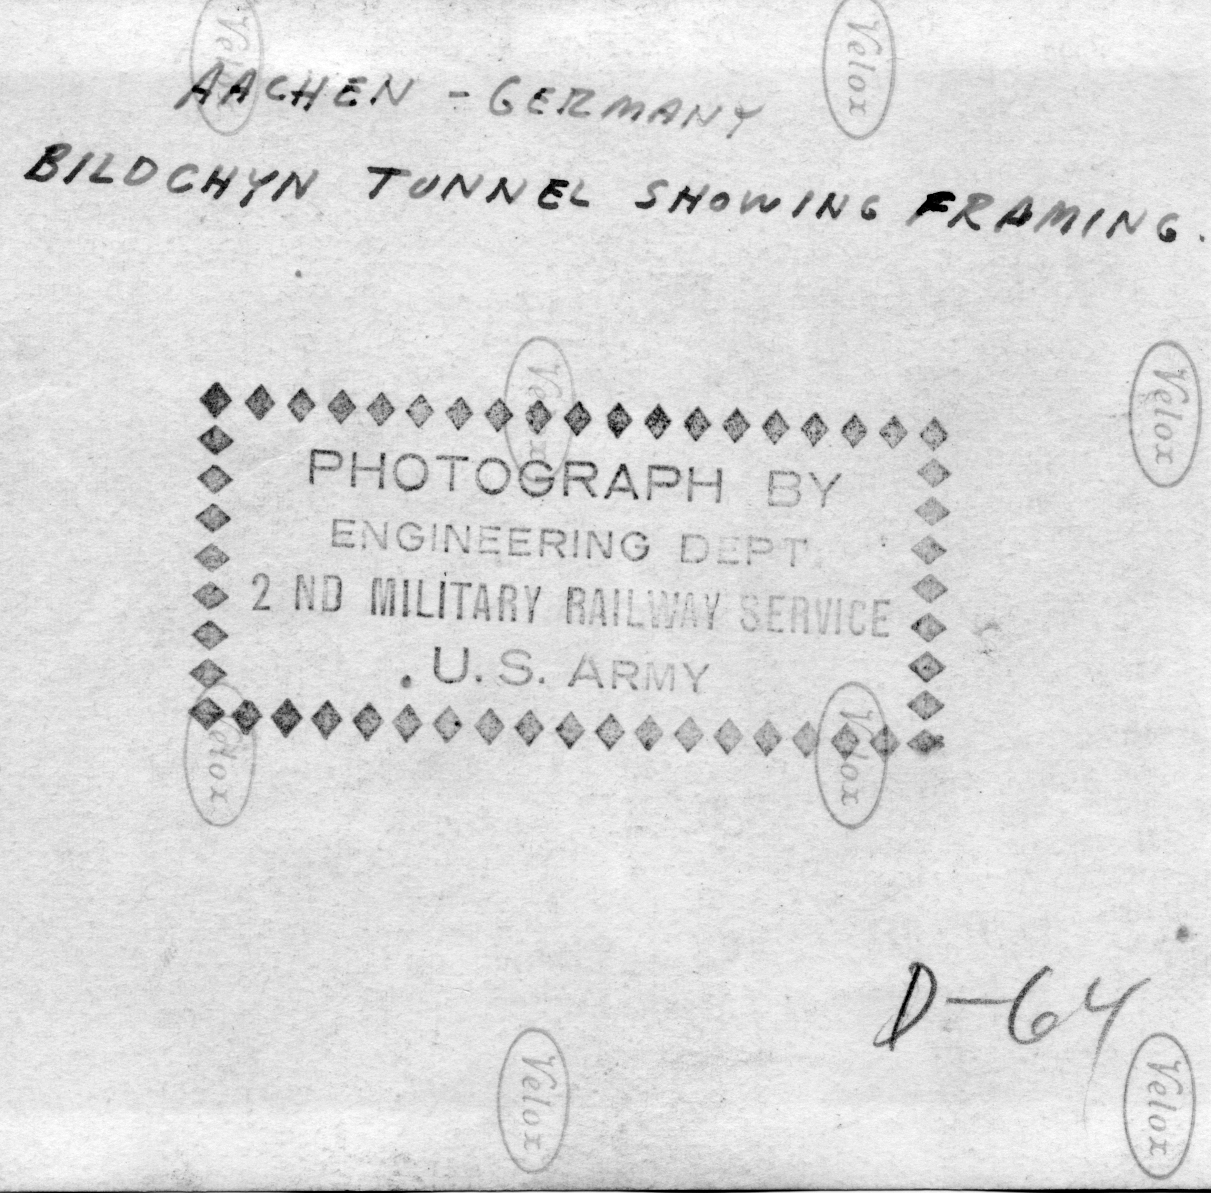 Velox
Velox
AACHEN - GERMANY
BILDCHYN TUNNEL SHOWING FRAMING.
Velox
Velox
PHOTOGRAPH BY
ENGINEERING DEPT.
2 ND MILITARY RAILWAY SERVICE
U.S. ARMY
Velox
Velox
D-64
Velox
Velox